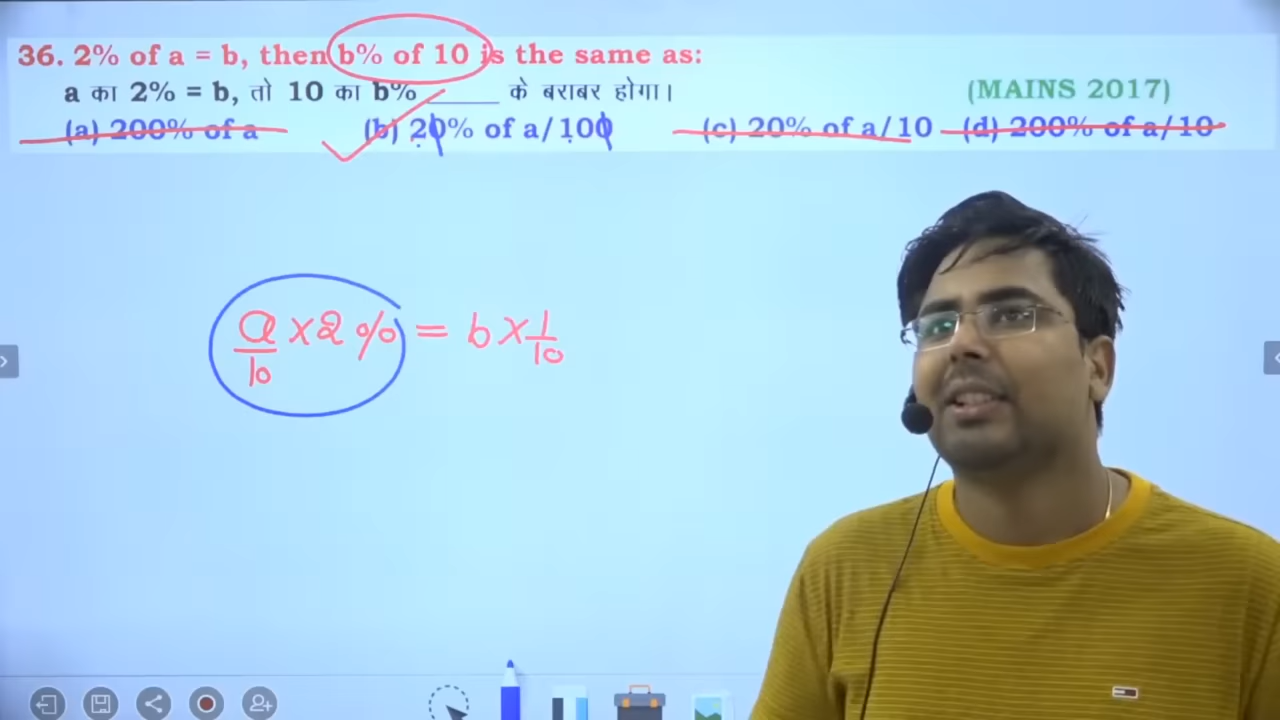 36. 2% of a = b, then b% of 10 is the same as:
a का 2% = b, तो 10 का b% ______ के बराबर होगा।
(MAINS 2017)
(a) 200% of a (b) 20% of a/100 (c) 20% of a/10 (d) 200% of a/10
a/10 × 2% = b × 1/10